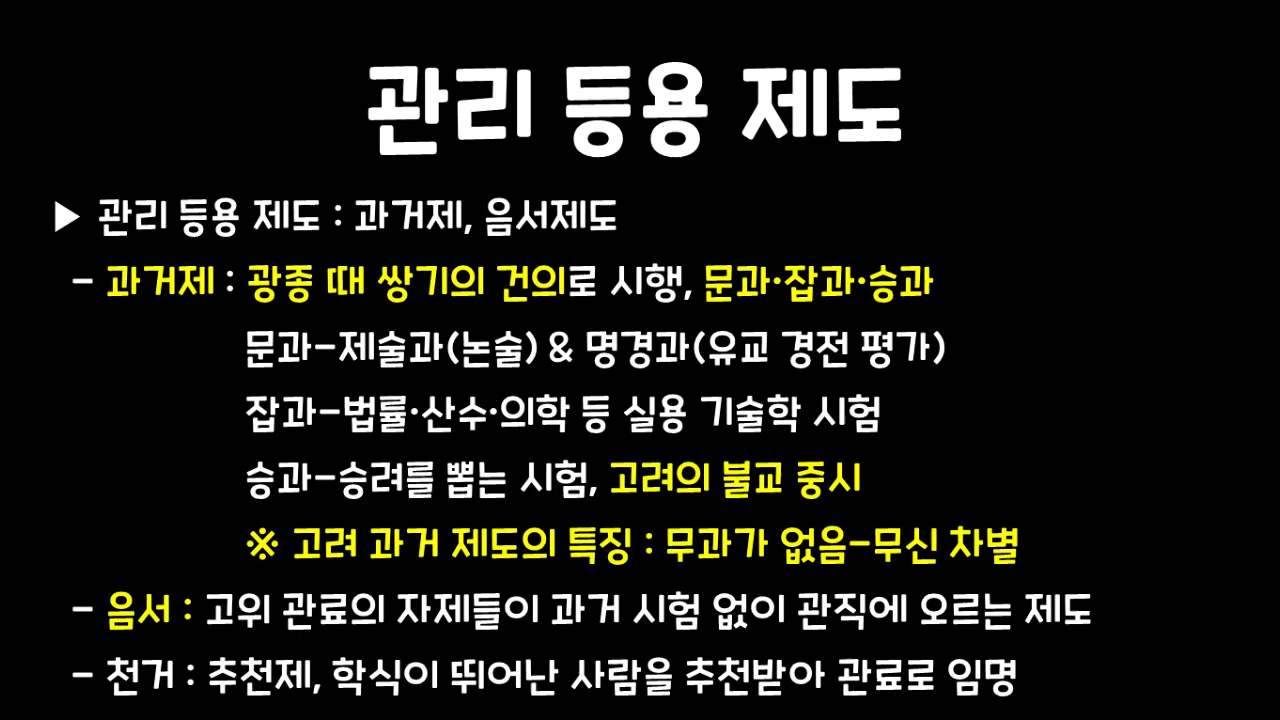 관리 등용 제도
▶ 관리 등용 제도 : 과거제, 음서제도
- 과거제 : 광종 때 쌍기의 건의로 시행, 문과·잡과·승과
문과-제술과(논술) & 명경과(유교 경전 평가)
잡과-법률·산수·의학 등 실용 기술학 시험
승과-승려를 뽑는 시험, 고려의 불교 중시
※ 고려 과거 제도의 특징 : 무과가 없음-무신 차별
- 음서 : 고위 관료의 자제들이 과거 시험 없이 관직에 오르는 제도
- 천거 : 추천제, 학식이 뛰어난 사람을 추천받아 관료로 임명